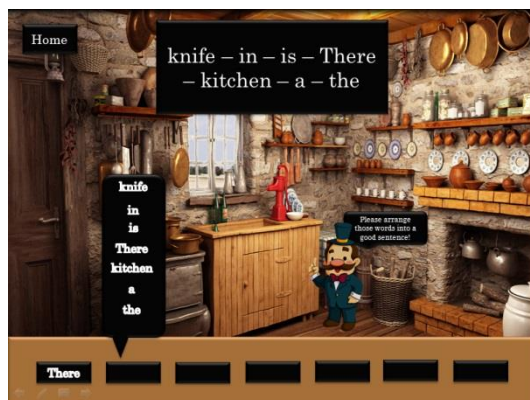 Home
knife – in – is – There
– kitchen – a – the
knife
in
is
There
kitchen
a
the
Please arrange
those words into a
good sentence!
There